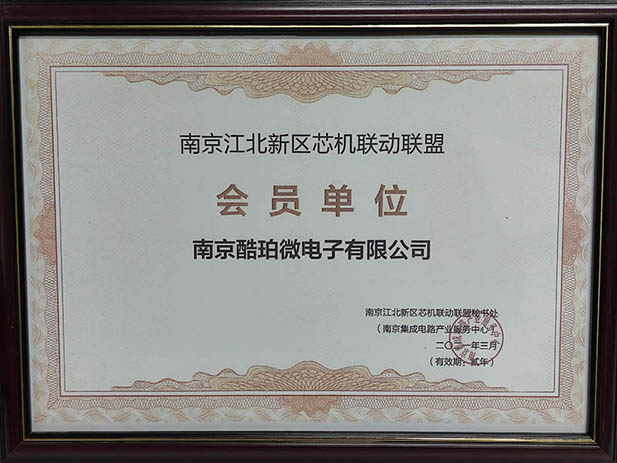 南京江北新区芯机联动联盟
会员单位
南京酷珀微电子有限公司
南京江北新区芯机联动联盟秘书处
（南京集成电路产业服务中心）
二〇二一年三月
（有效期：贰年）